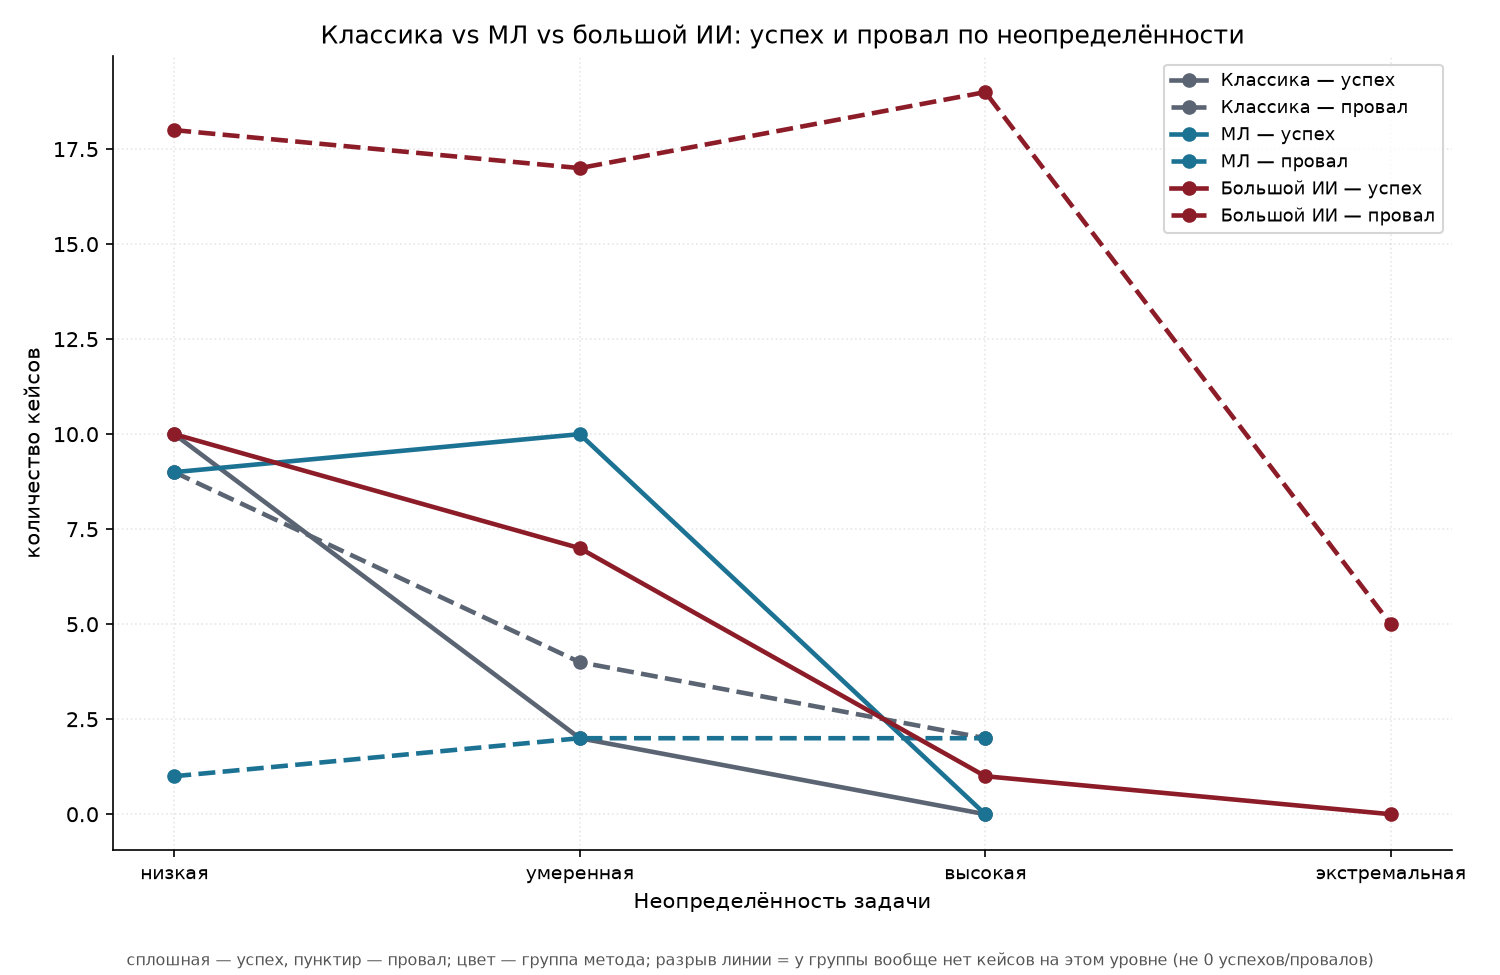 Классика vs МЛ vs большой ИИ: успех и провал по неопределённости
Классика — успех
Классика — провал
МЛ — успех
МЛ — провал
Большой ИИ — успех
Большой ИИ — провал
количество кейсов
17.5
15.0
12.5
10.0
7.5
5.0
2.5
0.0
низкая
умеренная
высокая
экстремальная
Неопределённость задачи
сплошная — успех, пунктир — провал; цвет — группа метода; разрыв линии = у группы вообще нет кейсов на этом уровне (не 0 успехов/провалов)